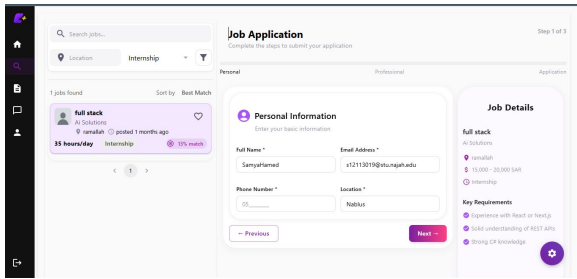 Search jobs...
Location
Internship
1 jobs found
Sort by Best Match
full stack
Ai Solutions
ramallah posted 1 months ago
35 hours/day Internship 13% match
1
Job Application
Step 1 of 3
Complete the steps to submit your application
Personal Professional Application
Personal Information
Enter your basic information
Full Name * Email Address *
SamyaHamed s12113019@stu.najah.edu
Phone Number * Location *
05_______ Nablus
← Previous Next →
Job Details
full stack
Ai Solutions
ramallah
15,000 - 20,000 SAR
Internship
Key Requirements
Experience with React or Next.js
Solid understanding of REST APIs
Strong C# knowledge